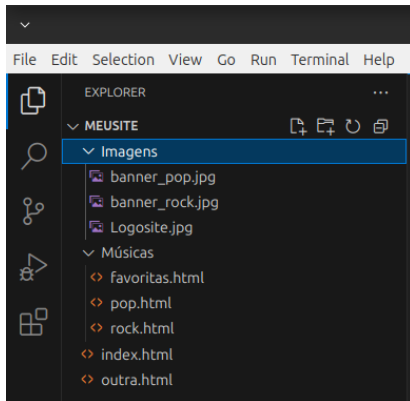 File Edit Selection View Go Run Terminal Help
EXPLORER
MEUSITE
Imagens
banner_pop.jpg
banner_rock.jpg
Logosite.jpg
Músicas
favoritas.html
pop.html
rock.html
index.html
outra.html